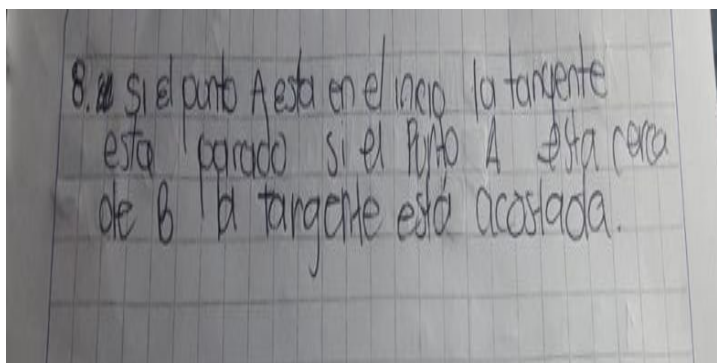 8. Si el punto A esta en el inicio la tangente
esta parado si el Punto A esta cerca
de B la tangente está acostada.